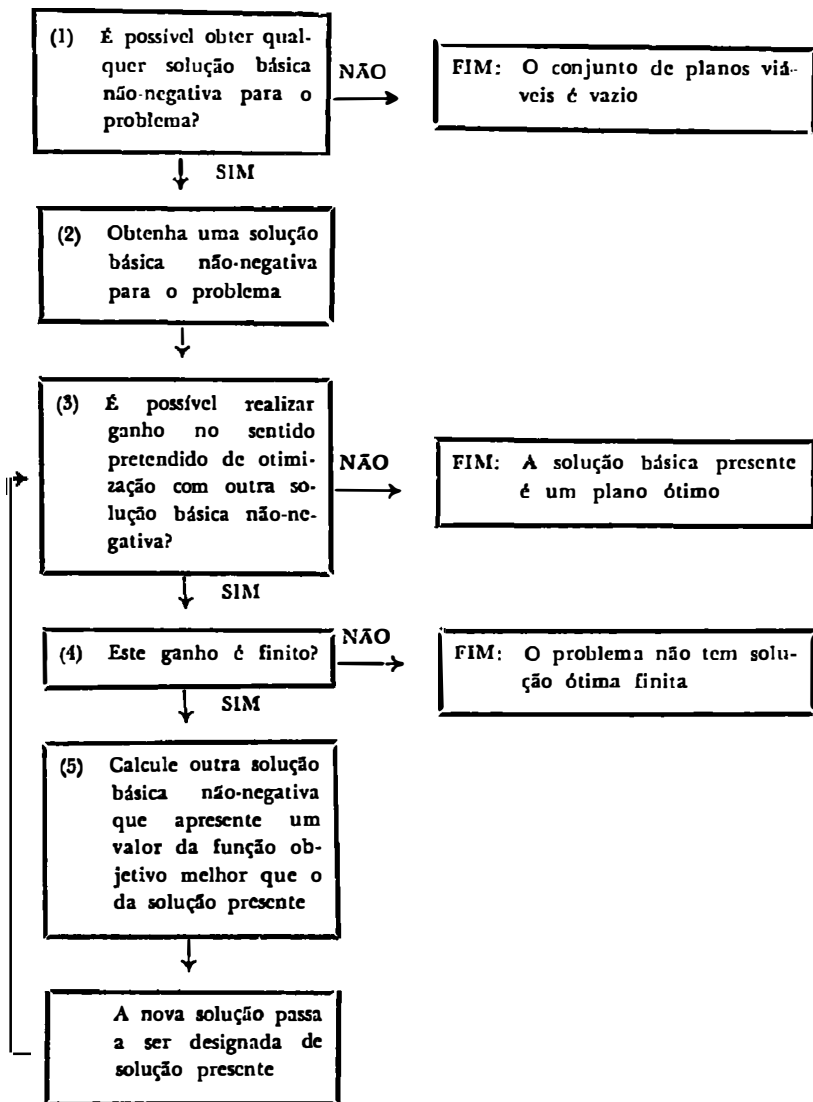 (1) É possível obter qual-
quer solução básica
não-negativa para o
problema?
NÃO
FIM: O conjunto de planos viá-
veis é vazio
SIM
(2) Obtenha uma solução
básica não-negativa
para o problema
(3) É possível realizar
ganho no sentido
pretendido de otimi-
zação com outra so-
lução básica não-ne-
gativa?
NÃO
FIM: A solução básica presente
é um plano ótimo
SIM
(4) Este ganho é finito?
NÃO
FIM: O problema não tem solu-
ção ótima finita
SIM
(5) Calcule outra solução
básica não-negativa
que apresente um
valor da função ob-
jetivo melhor que o
da solução presente
A nova solução passa
a ser designada de
solução presente